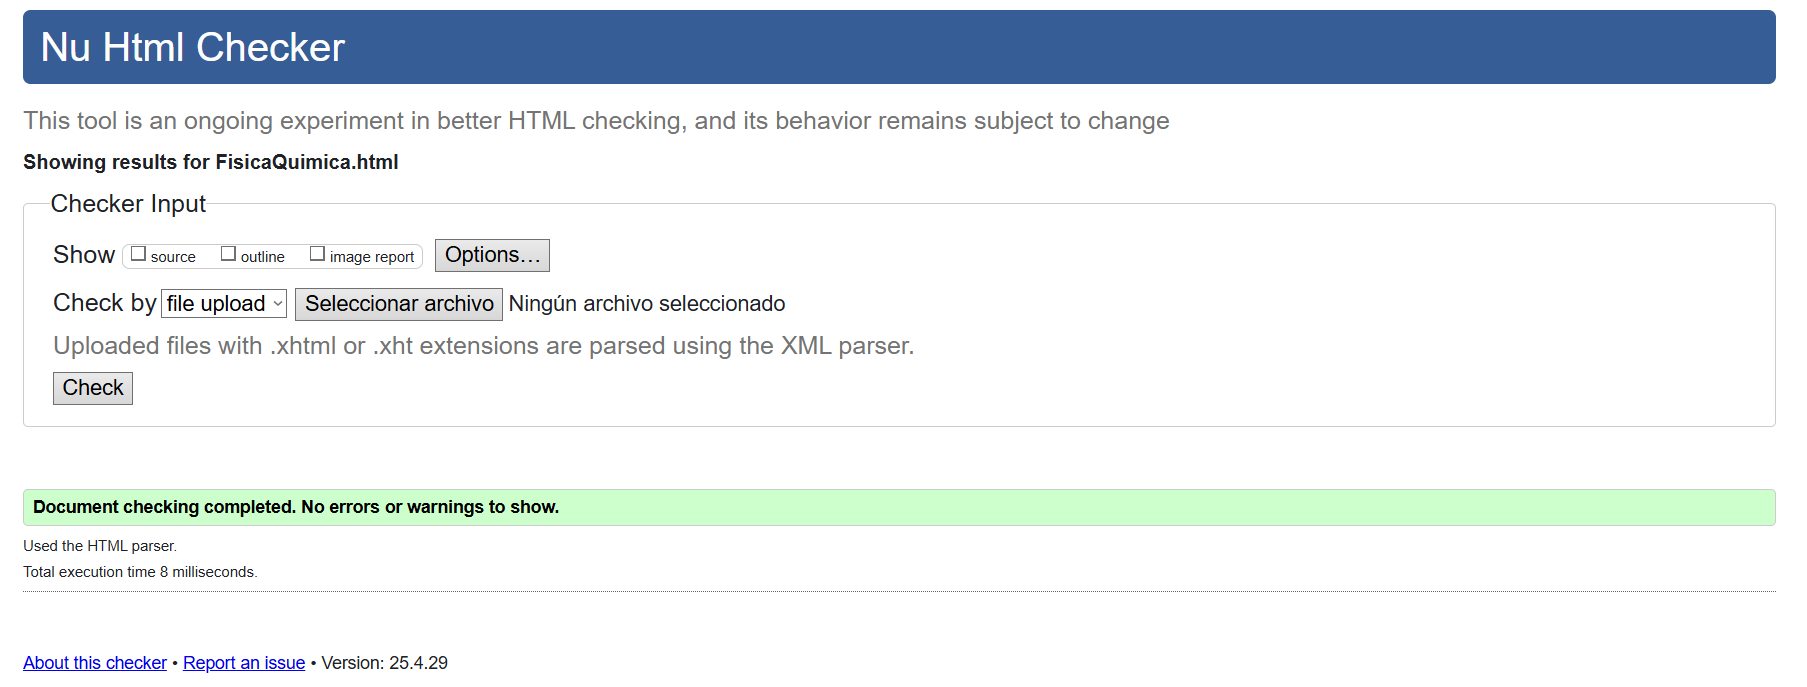 Nu Html Checker
This tool is an ongoing experiment in better HTML checking, and its behavior remains subject to change
Showing results for FisicaQuimica.html
Checker Input
Show source outline image report Options...
Check by file upload Seleccionar archivo Ningún archivo seleccionado
Uploaded files with .xhtml or .xht extensions are parsed using the XML parser.
Check
Document checking completed. No errors or warnings to show.
Used the HTML parser.
Total execution time 8 milliseconds.
About this checker • Report an issue • Version: 25.4.29